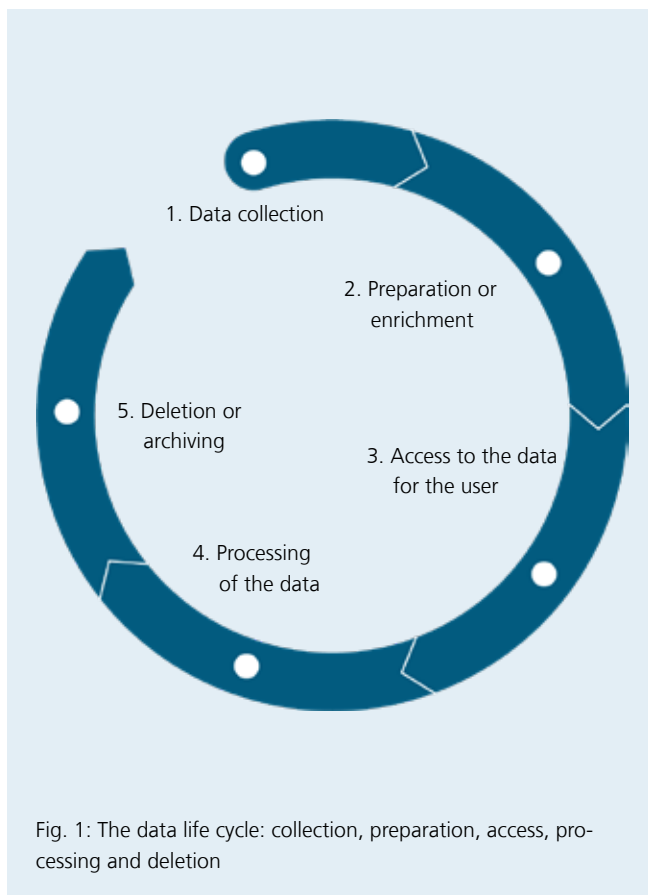 1. Data collection
2. Preparation or
enrichment
3. Access to the data
for the user
4. Processing
of the data
5. Deletion or
archiving
Fig. 1: The data life cycle: collection, preparation, access, pro-
cessing and deletion